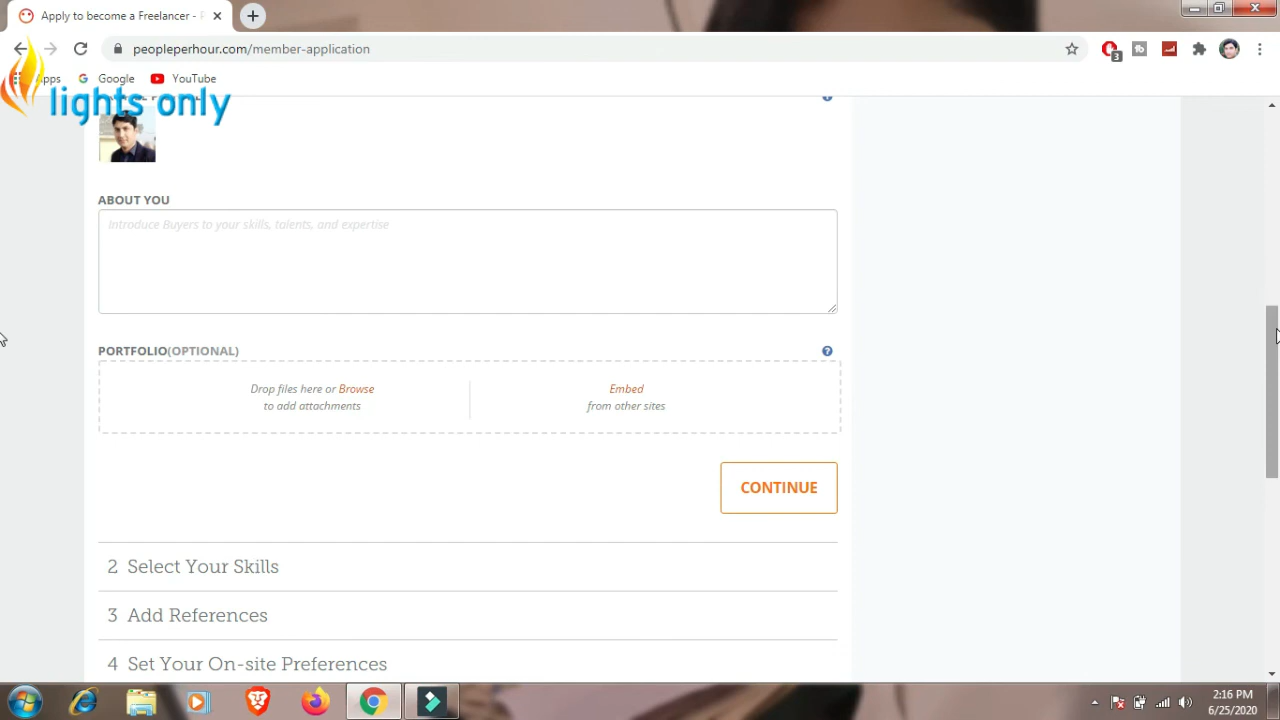 Apply to become a Freelancer -
peopleperhour.com/member-application
3
Apps
Google
YouTube
lights only
ABOUT YOU
Introduce Buyers to your skills, talents, and expertise
PORTFOLIO(OPTIONAL)
Drop files here or Browse
to add attachments
Embed
from other sites
CONTINUE
2 Select Your Skills
3 Add References
4 Set Your On-site Preferences
2:16 PM
6/25/2020